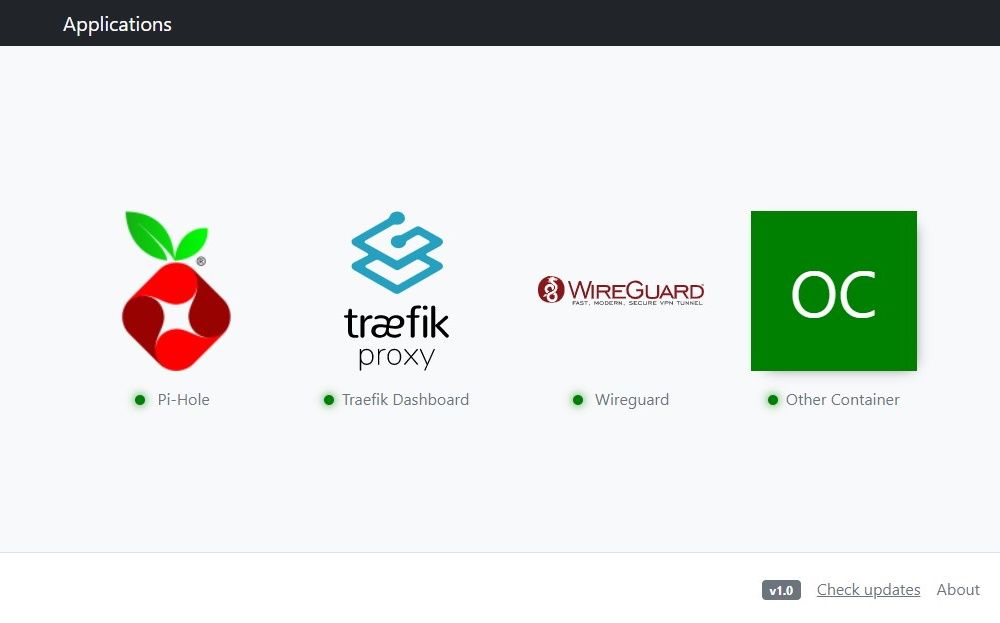 Applications
®
træfik
proxy
WIREGUARD
FAST, MODERN, SECURE VPN TUNNEL
OC
Pi-Hole
Traefik Dashboard
Wireguard
Other Container
v1.0
Check updates
About